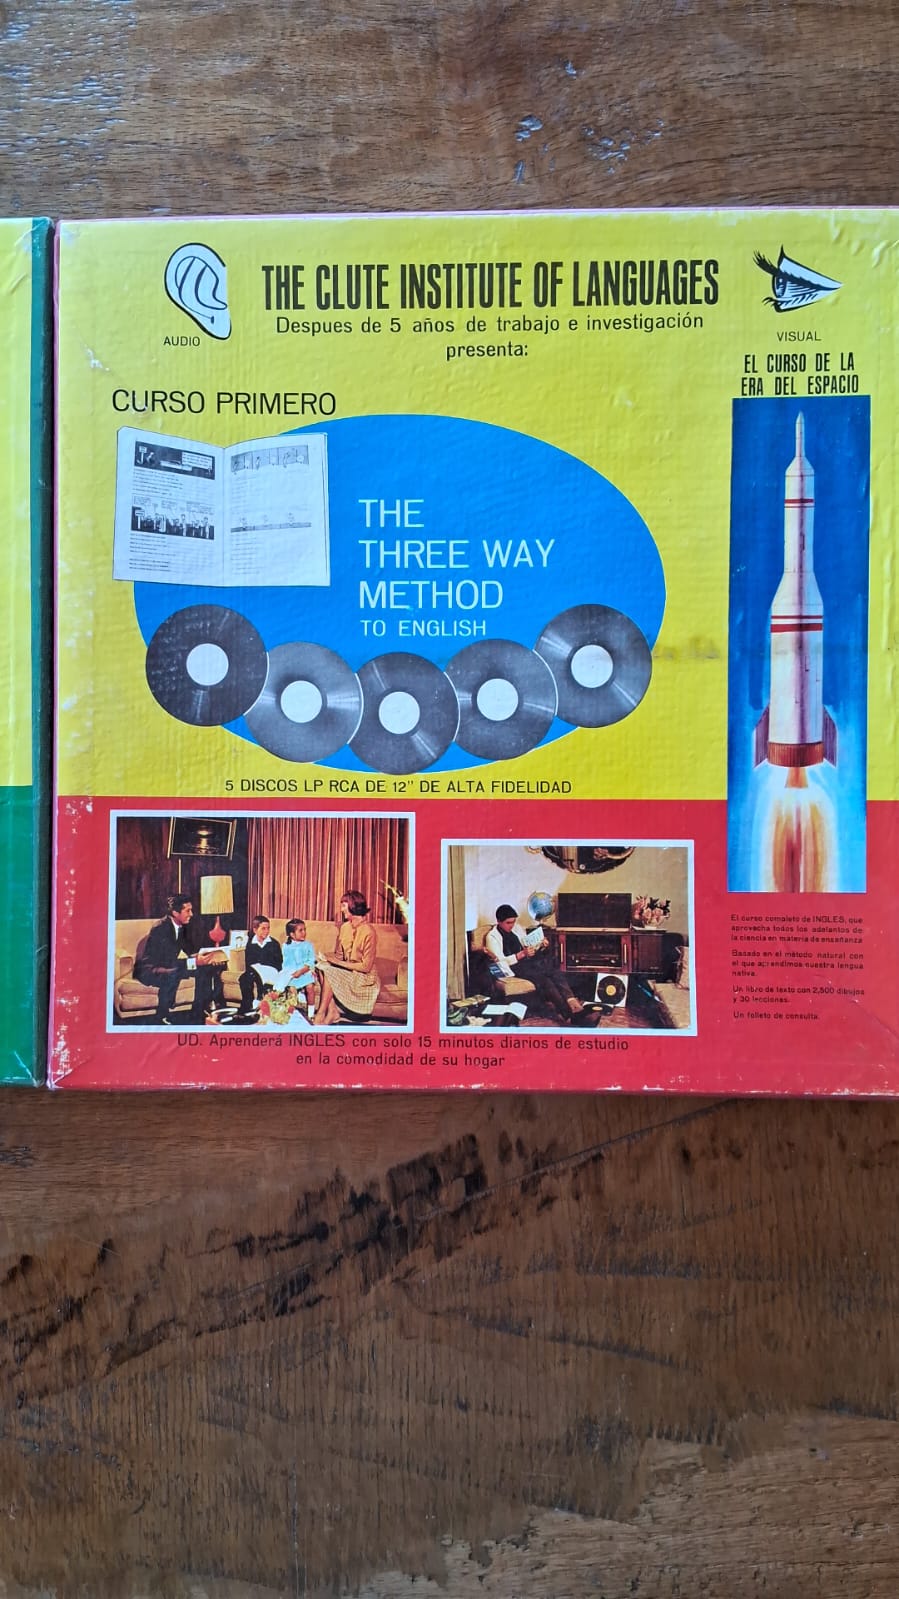 THE CLUTE INSTITUTE OF LANGUAGES
Despues de 5 años de trabajo e investigación
presenta:
AUDIO
VISUAL
EL CURSO DE LA
ERA DEL ESPACIO
CURSO PRIMERO
THE
THREE WAY
METHOD
TO ENGLISH
5 DISCOS LP RCA DE 12" DE ALTA FIDELIDAD
El curso completo de INGLES, que
aprovecha todos los adelantos de
la ciencia en materia de enseñanza
Basado en el método natural con
el que aprendimos nuestra lengua
nativa.
Un libro de texto con 2,500 dibujos
y 30 lecciones.
Un folleto de consulta.
UD. Aprenderá INGLES con solo 15 minutos diarios de estudio
en la comodidad de su hogar